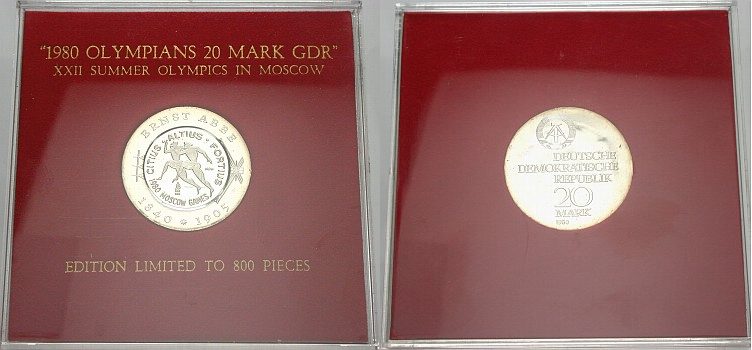 "1980 OLYMPIANS 20 MARK GDR"
XXII SUMMER OLYMPICS IN MOSCOW
ERNST ABBE
CITIUS · ALTIUS · FORTIUS
1980 MOSCOW GAMES
1840 1905
EDITION LIMITED TO 800 PIECES
DEUTSCHE
DEMOKRATISCHE
REPUBLIK
20
MARK
1980